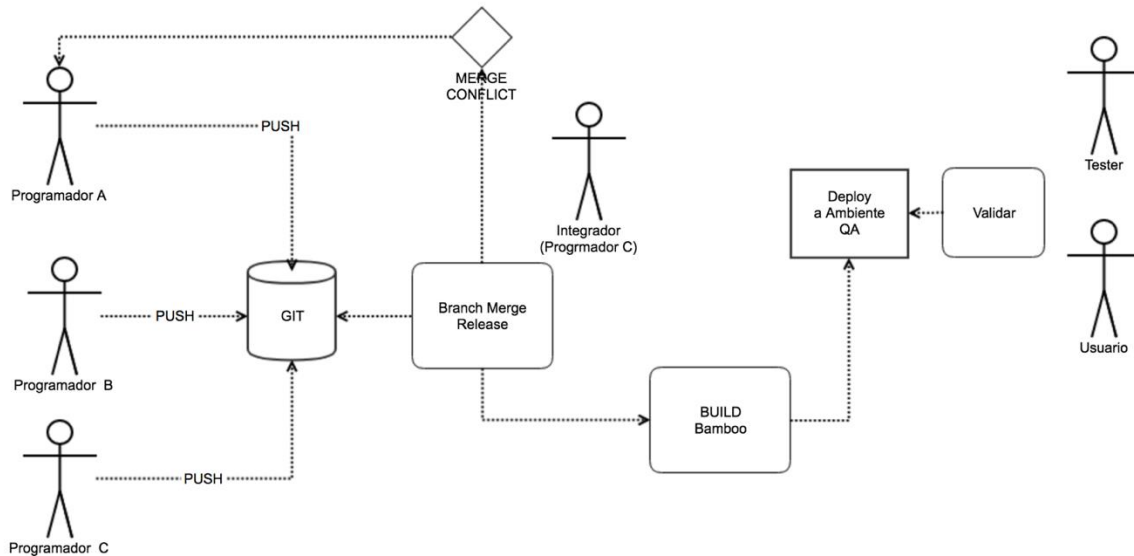 MERGE
CONFLICT
PUSH
Programador A
Integrador
(Progrmador C)
Tester
Deploy
a Ambiente
QA
Validar
PUSH
GIT
Branch Merge
Release
Usuario
Programador  B
BUILD
Bamboo
PUSH
Programador  C